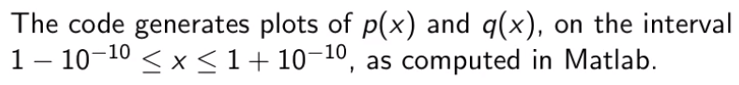 The code generates plots of p(x) and q(x), on the interval
1 − 10⁻¹⁰ ≤ x ≤ 1 + 10⁻¹⁰, as computed in Matlab.